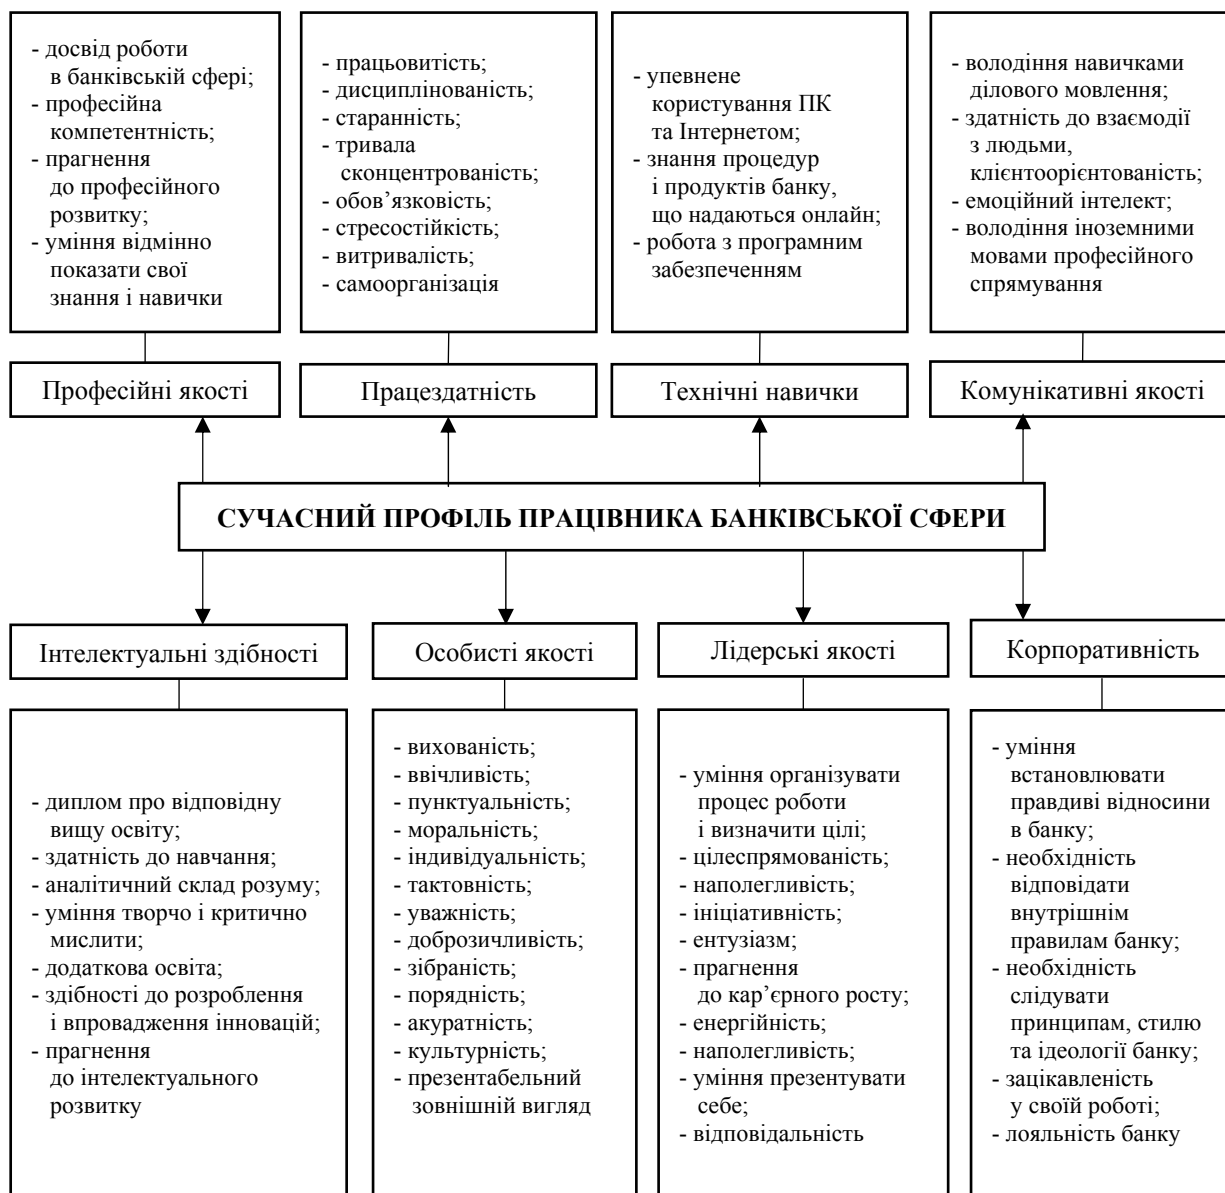 - досвід роботи
в банківській сфері;
- професійна
компетентність;
- прагнення
до професійного
розвитку;
- уміння відмінно
показати свої
знання і навички
- працьовитість;
- дисциплінованість;
- старанність;
- тривала
сконцентрованість;
- обов’язковість;
- стресостійкість;
- витривалість;
- самоорганізація
- упевнене
користування ПК
та Інтернетом;
- знання процедур
і продуктів банку,
що надаються онлайн;
- робота з програмним
забезпеченням
- володіння навичками
ділового мовлення;
- здатність до взаємодії
з людьми,
клієнтоорієнтованість;
- емоційний інтелект;
- володіння іноземними
мовами професійного
спрямування
Професійні якості
Працездатність
Технічні навички
Комунікативні якості
СУЧАСНИЙ ПРОФІЛЬ ПРАЦІВНИКА БАНКІВСЬКОЇ СФЕРИ
Інтелектуальні здібності
Особисті якості
Лідерські якості
Корпоративність
- диплом про відповідну
вищу освіту;
- здатність до навчання;
- аналітичний склад розуму;
- уміння творчо і критично
мислити;
- додаткова освіта;
- здібності до розроблення
і впровадження інновацій;
- прагнення
до інтелектуального
розвитку
- вихованість;
- ввічливість;
- пунктуальність;
- моральність;
- індивідуальність;
- тактовність;
- уважність;
- доброзичливість;
- зібраність;
- порядність;
- акуратність;
- культурність;
- презентабельний
зовнішній вигляд
- уміння організувати
процес роботи
і визначити цілі;
- цілеспрямованість;
- наполегливість;
- ініціативність;
- ентузіазм;
- прагнення
до кар’єрного росту;
- енергійність;
- наполегливість;
- уміння презентувати
себе;
- відповідальність
- уміння
встановлювати
правдиві відносини
в банку;
- необхідність
відповідати
внутрішнім
правилам банку;
- необхідність
слідувати
принципам, стилю
та ідеології банку;
- зацікавленість
у своїй роботі;
- лояльність банку